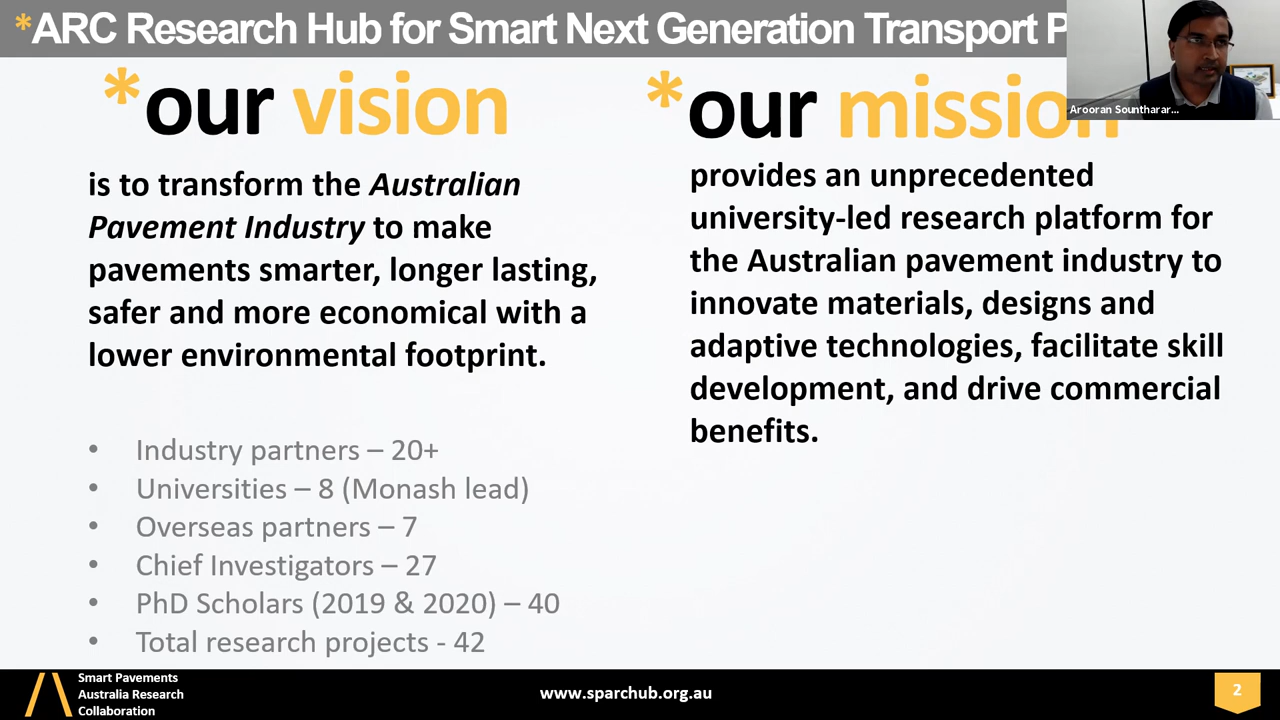 *ARC Research Hub for Smart Next Generation Transport P
*our vision
is to transform the Australian
Pavement Industry to make
pavements smarter, longer lasting,
safer and more economical with a
lower environmental footprint.
• Industry partners – 20+
• Universities – 8 (Monash lead)
• Overseas partners – 7
• Chief Investigators – 27
• PhD Scholars (2019 & 2020) – 40
• Total research projects - 42
*our mission
provides an unprecedented
university-led research platform for
the Australian pavement industry to
innovate materials, designs and
adaptive technologies, facilitate skill
development, and drive commercial
benefits.
Arooran Sountharar...
Smart Pavements
Australia Research
Collaboration
www.sparchub.org.au
2